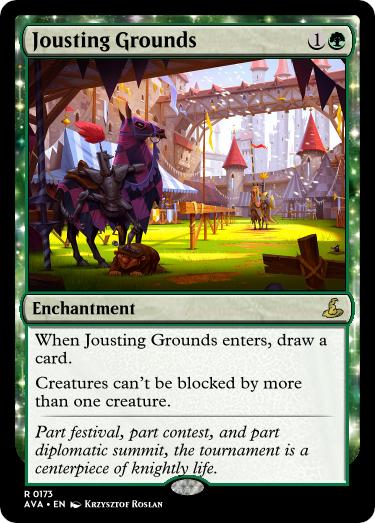 Jousting Grounds 1
Enchantment
When Jousting Grounds enters, draw a
card.
Creatures can't be blocked by more
than one creature.
Part festival, part contest, and part
diplomatic summit, the tournament is a
centerpiece of knightly life.
R 0173
AVA • EN Krzysztof Roslan